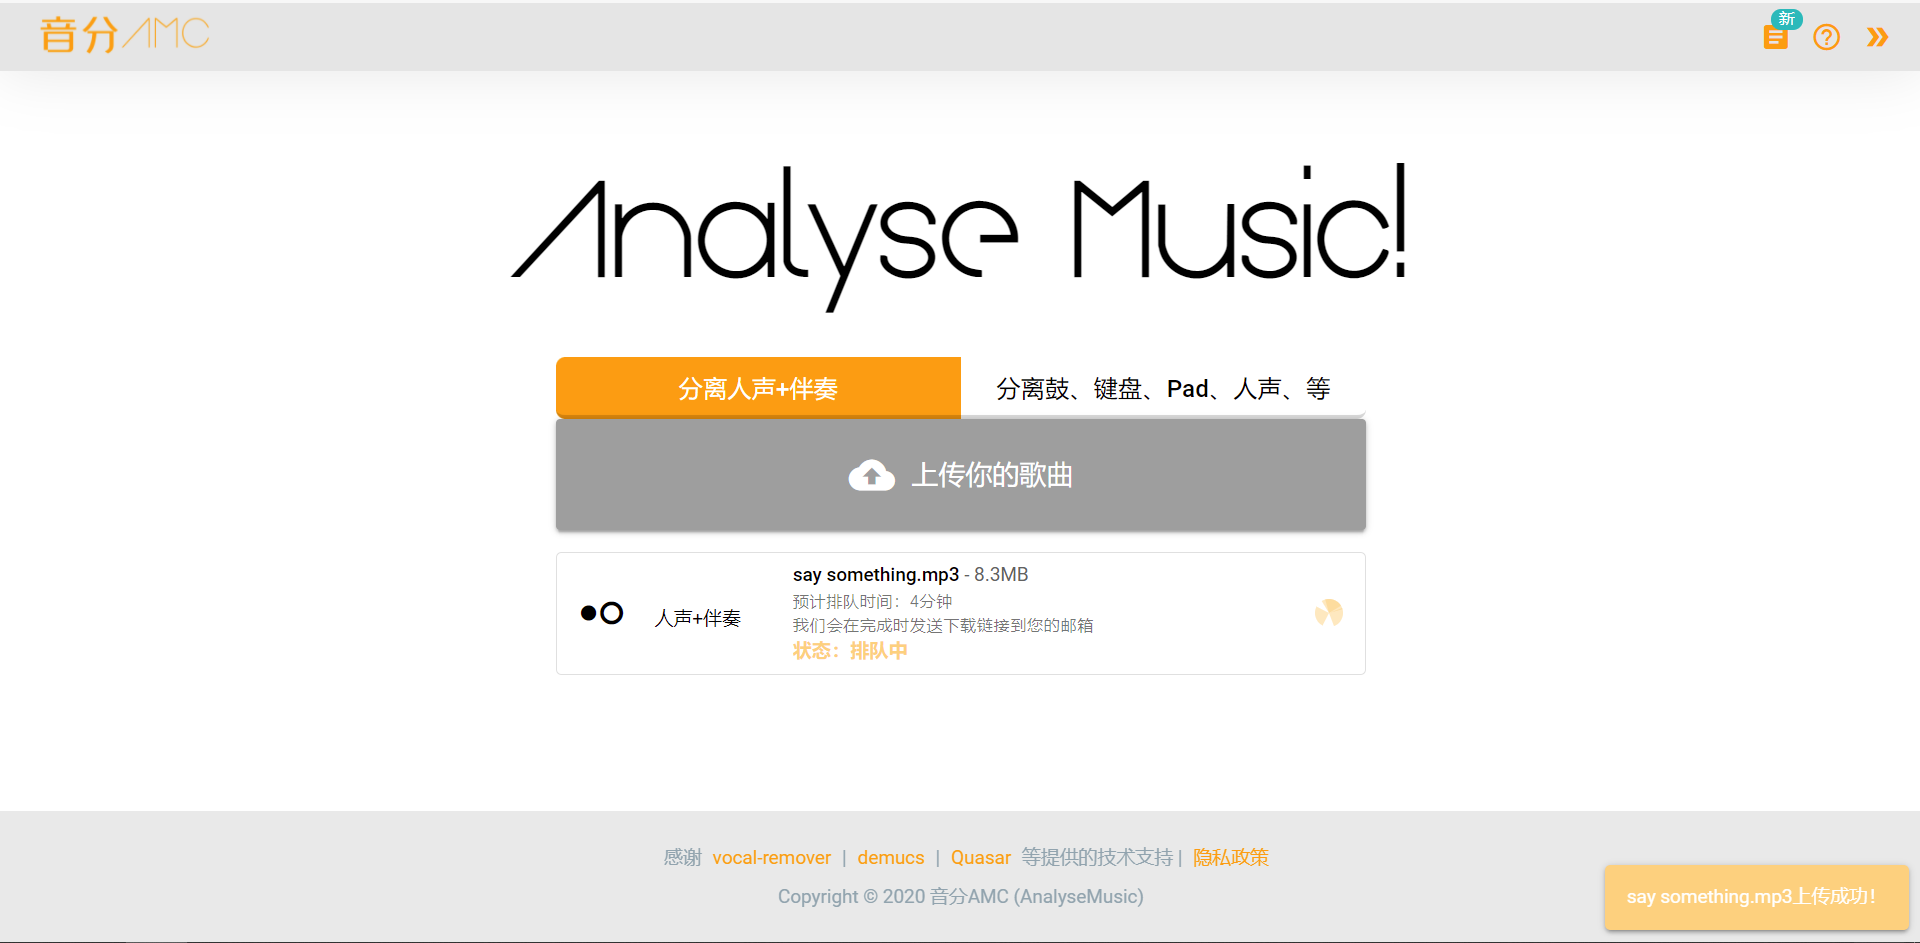 音分AMC
新
Analyse Music!
分离人声+伴奏
分离鼓、键盘、Pad、人声、等
上传你的歌曲
say something.mp3 - 8.3MB
预计排队时间：4分钟
人声+伴奏
我们会在完成时发送下载链接到您的邮箱
状态：排队中
感谢 vocal-remover | demucs | Quasar 等提供的技术支持 | 隐私政策
Copyright © 2020 音分AMC (AnalyseMusic)
say something.mp3上传成功！